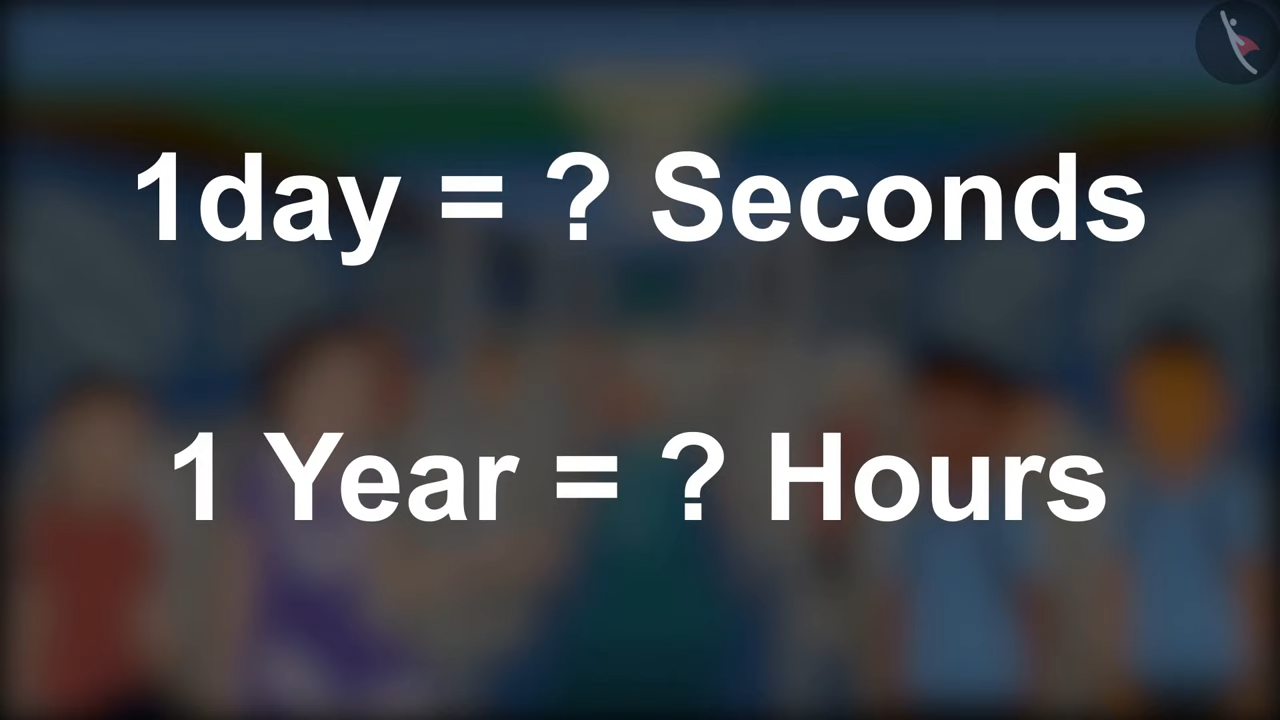 1day = ? Seconds
1 Year = ? Hours